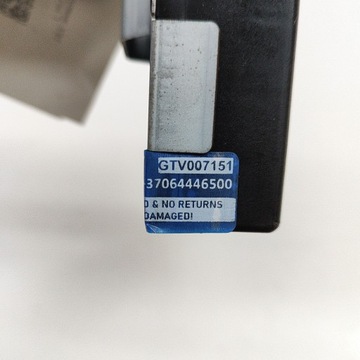 GTV007151
37064446500
D & NO RETURNS
DAMAGED!